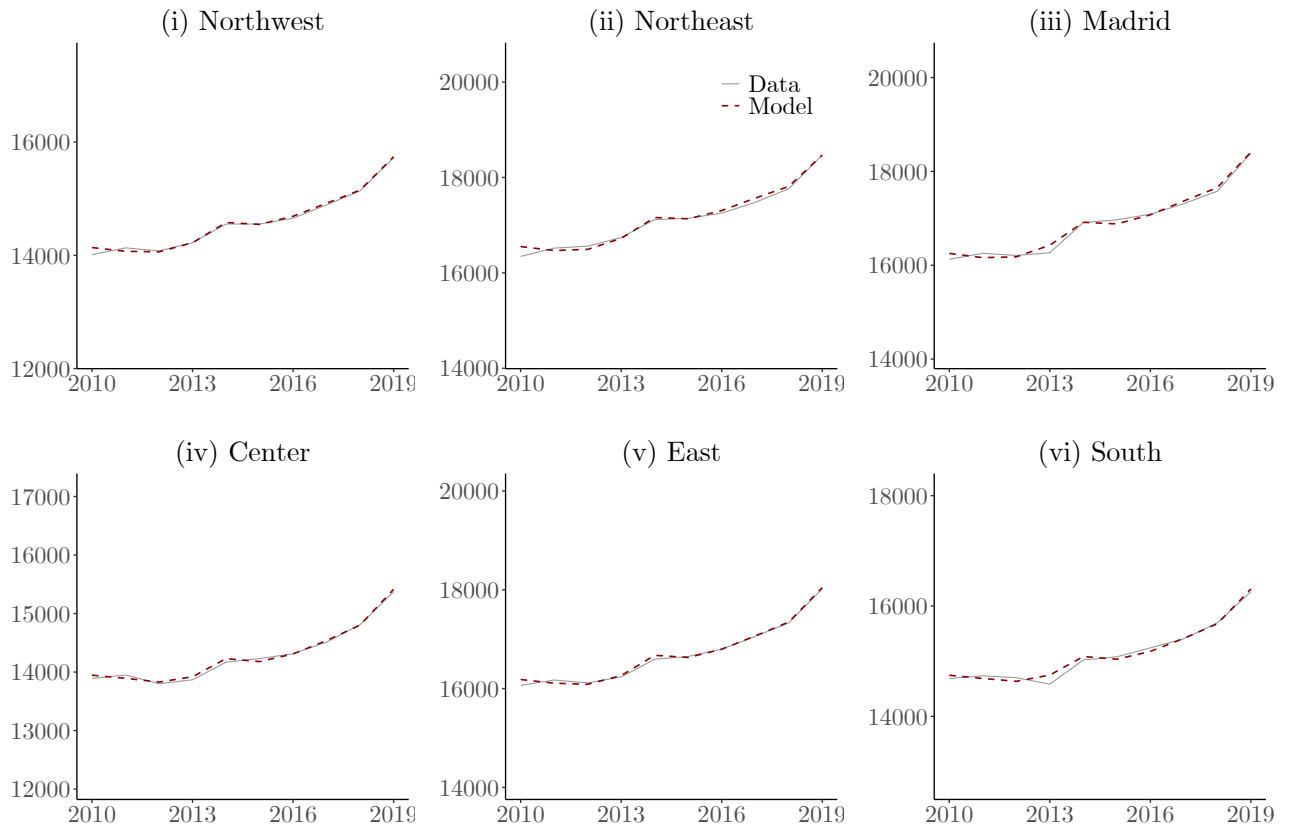 (i) Northwest
16000
14000
12000
2010 2013 2016 2019
(ii) Northeast
20000
18000
16000
14000
2010 2013 2016 2019
Data
Model
(iii) Madrid
20000
18000
16000
14000
2010 2013 2016 2019
(iv) Center
17000
16000
15000
14000
13000
12000
2010 2013 2016 2019
(v) East
20000
18000
16000
14000
2010 2013 2016 2019
(vi) South
18000
16000
14000
2010 2013 2016 2019